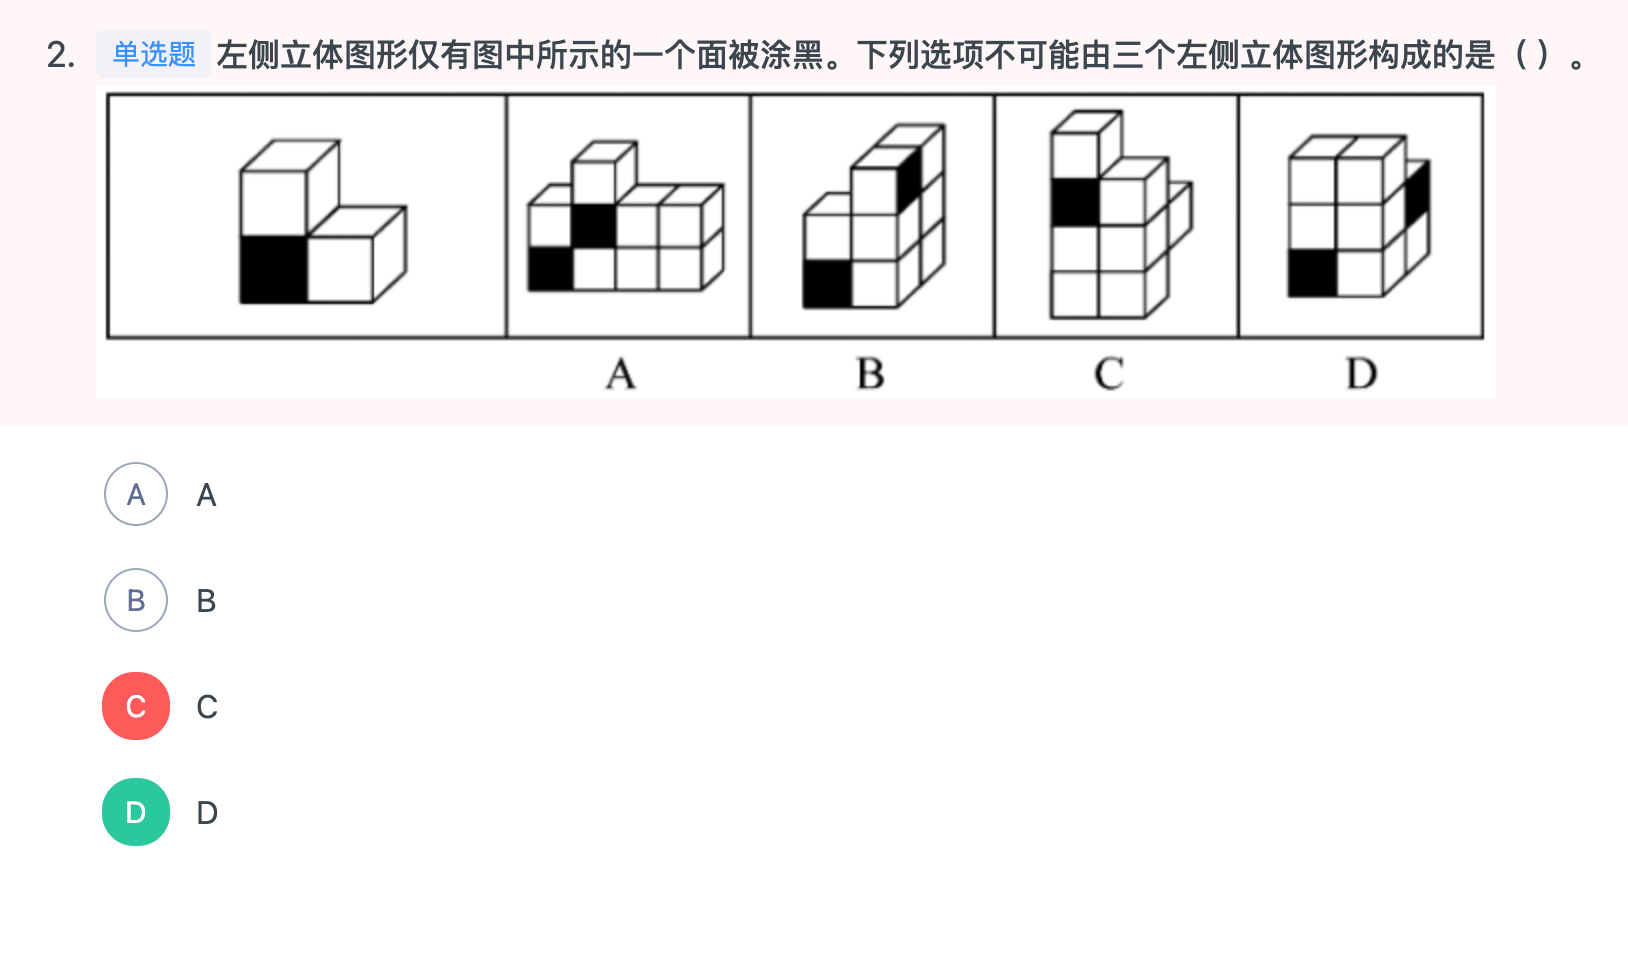 2. 单选题 左侧立体图形仅有图中所示的一个面被涂黑。下列选项不可能由三个左侧立体图形构成的是（ ）。
A B C D
A A
B B
C C
D D